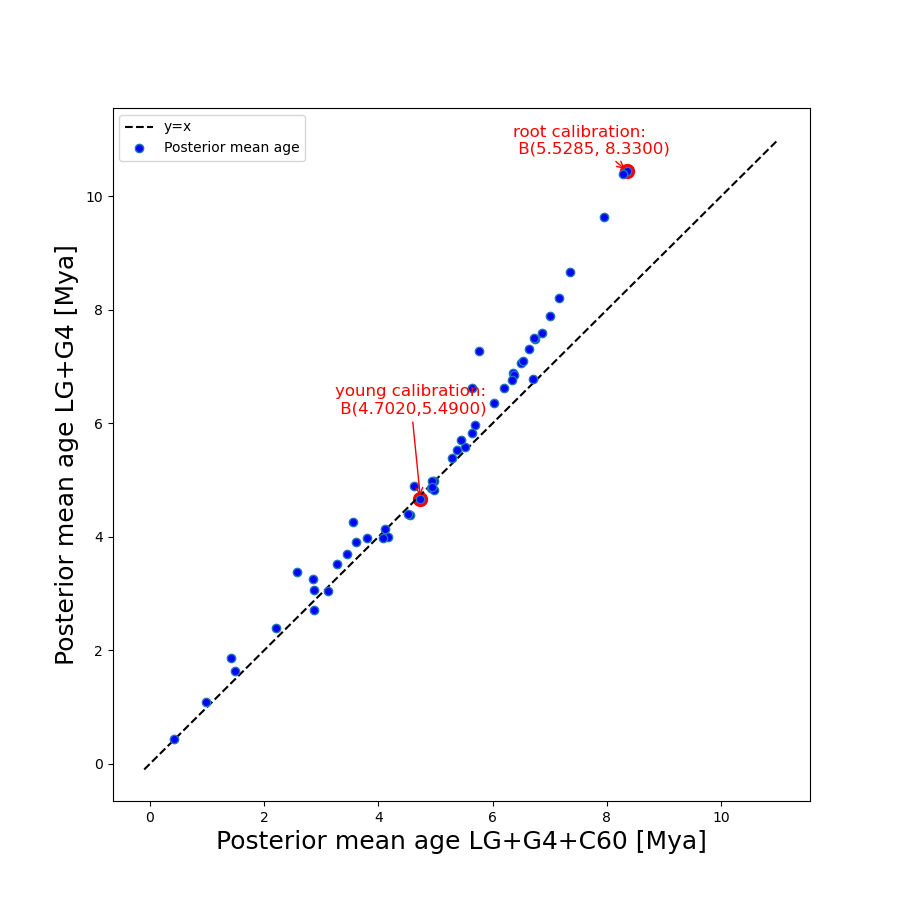 y=x
Posterior mean age
root calibration:
B(5.5285, 8.3300)
young calibration:
B(4.7020,5.4900)
10
8
6
4
2
0
Posterior mean age LG+G4 [Mya]
0 2 4 6 8 10
Posterior mean age LG+G4+C60 [Mya]